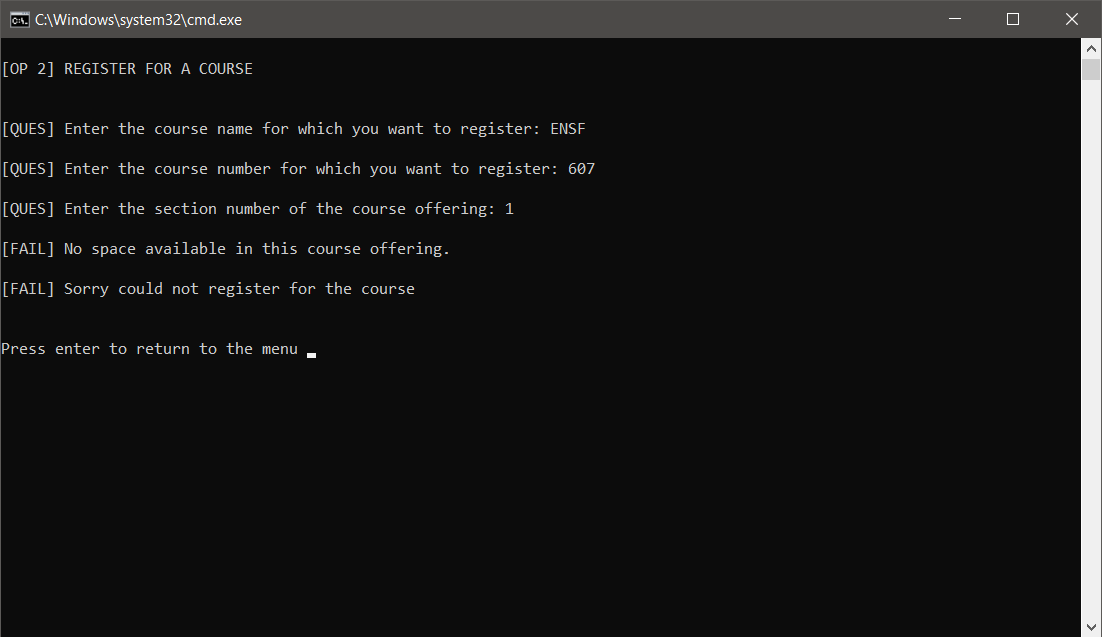 C:\Windows\system32\cmd.exe
[OP 2] REGISTER FOR A COURSE
[QUES] Enter the course name for which you want to register: ENSF
[QUES] Enter the course number for which you want to register: 607
[QUES] Enter the section number of the course offering: 1
[FAIL] No space available in this course offering.
[FAIL] Sorry could not register for the course
Press enter to return to the menu